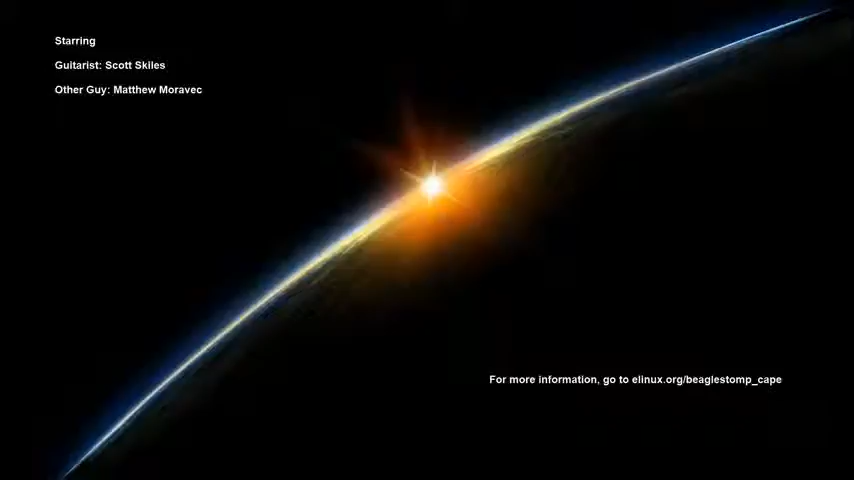 Starring
Guitarist: Scott Skiles
Other Guy: Matthew Moravec
For more information, go to elinux.org/beaglestomp_cape